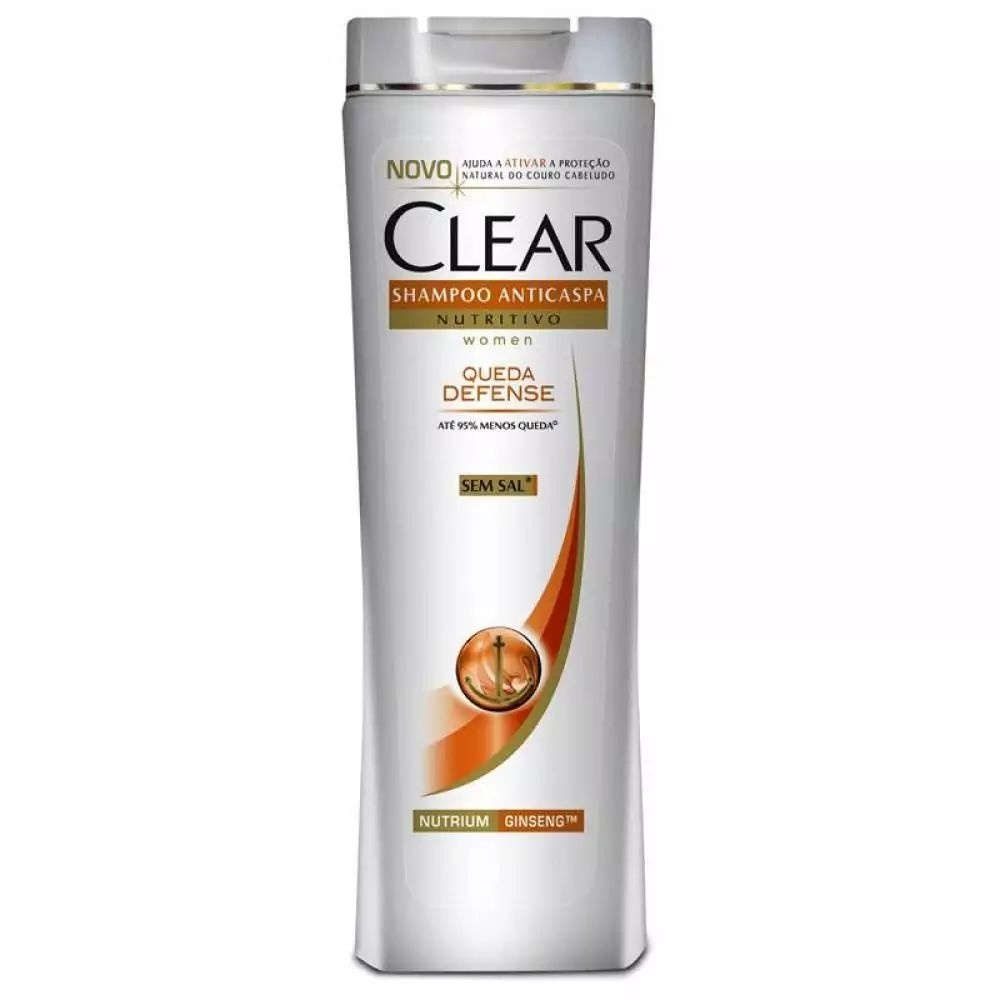 NOVO
AJUDA A ATIVAR A PROTEÇÃO
NATURAL DO COURO CABELUDO
CLEAR
SHAMPOO ANTICASPA
NUTRITIVO
women
QUEDA
DEFENSE
ATÉ 95% MENOS QUEDA°
SEM SAL*
NUTRIUM GINSENG™